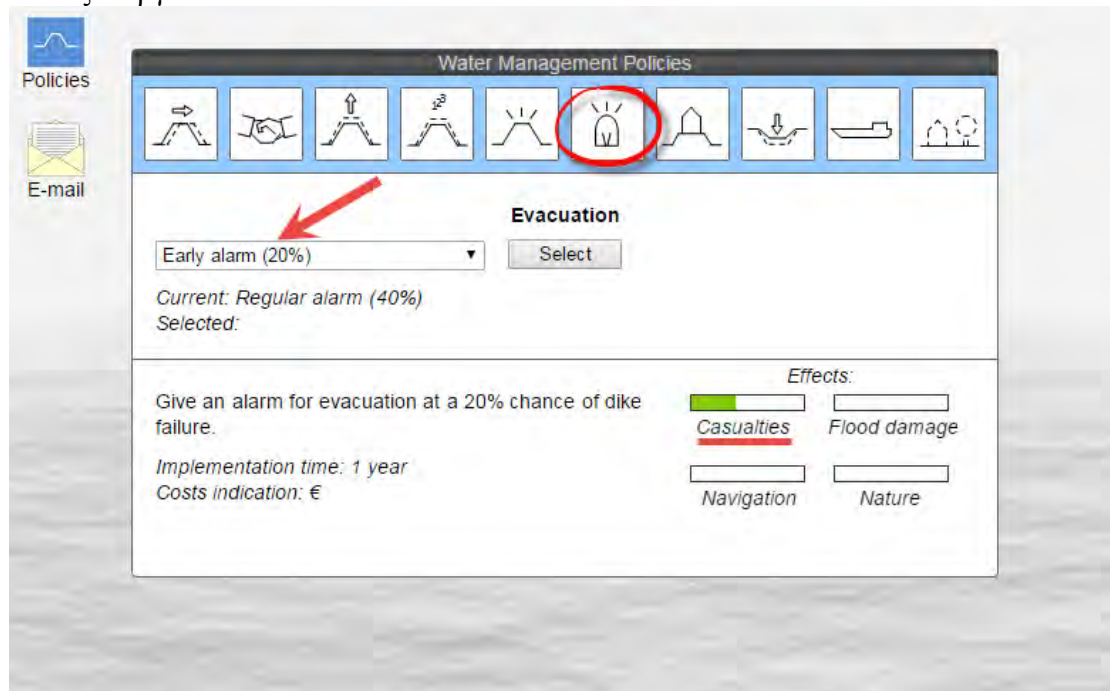 Policies
E-mail
Water Management Policies
123
Evacuation
Early alarm (20%)
Select
Current: Regular alarm (40%)
Selected:
Give an alarm for evacuation at a 20% chance of dike
failure.
Implementation time: 1 year
Costs indication: €
Effects:
Casualties Flood damage
Navigation Nature